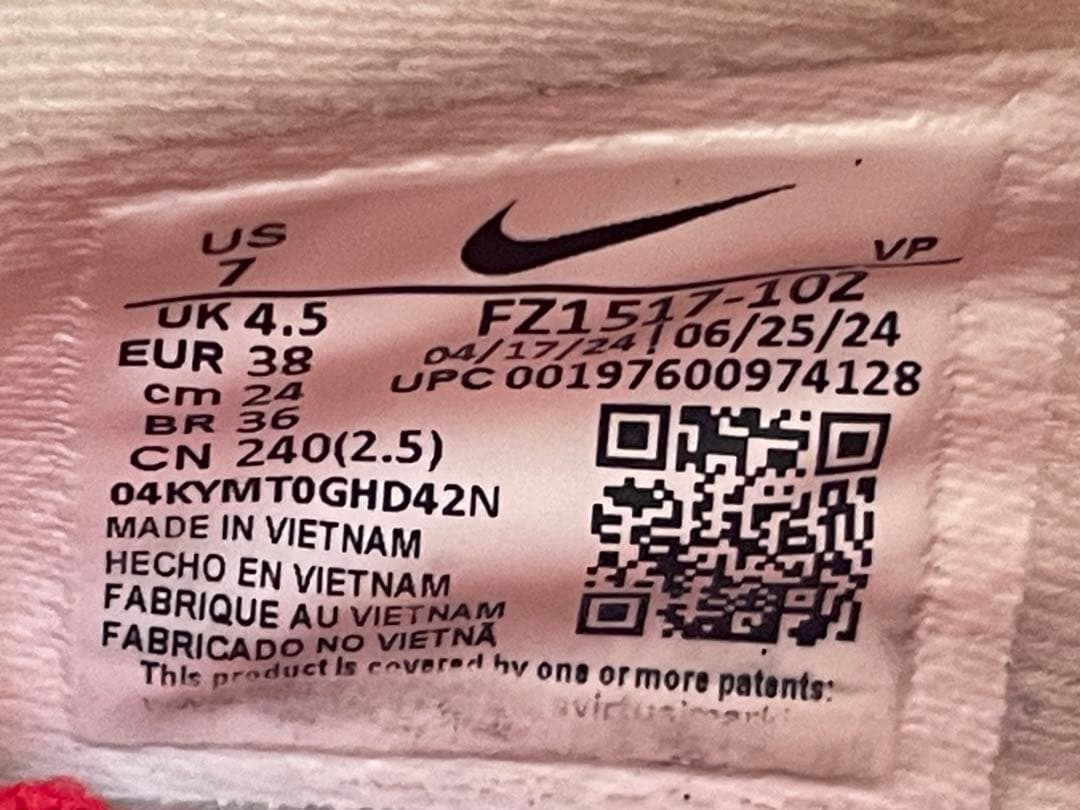 US
7
VP
UK 4.5
FZ1517-102
EUR 38
04/17/24 | 06/25/24
cm 24
UPC 00197600974128
BR 36
CN 240(2.5)
04KYMT0GHD42N
MADE IN VIETNAM
HECHO EN VIETNAM
FABRIQUE AU VIETNAM
FABRICADO NO VIETNÃ
This product is covered by one or more patents: